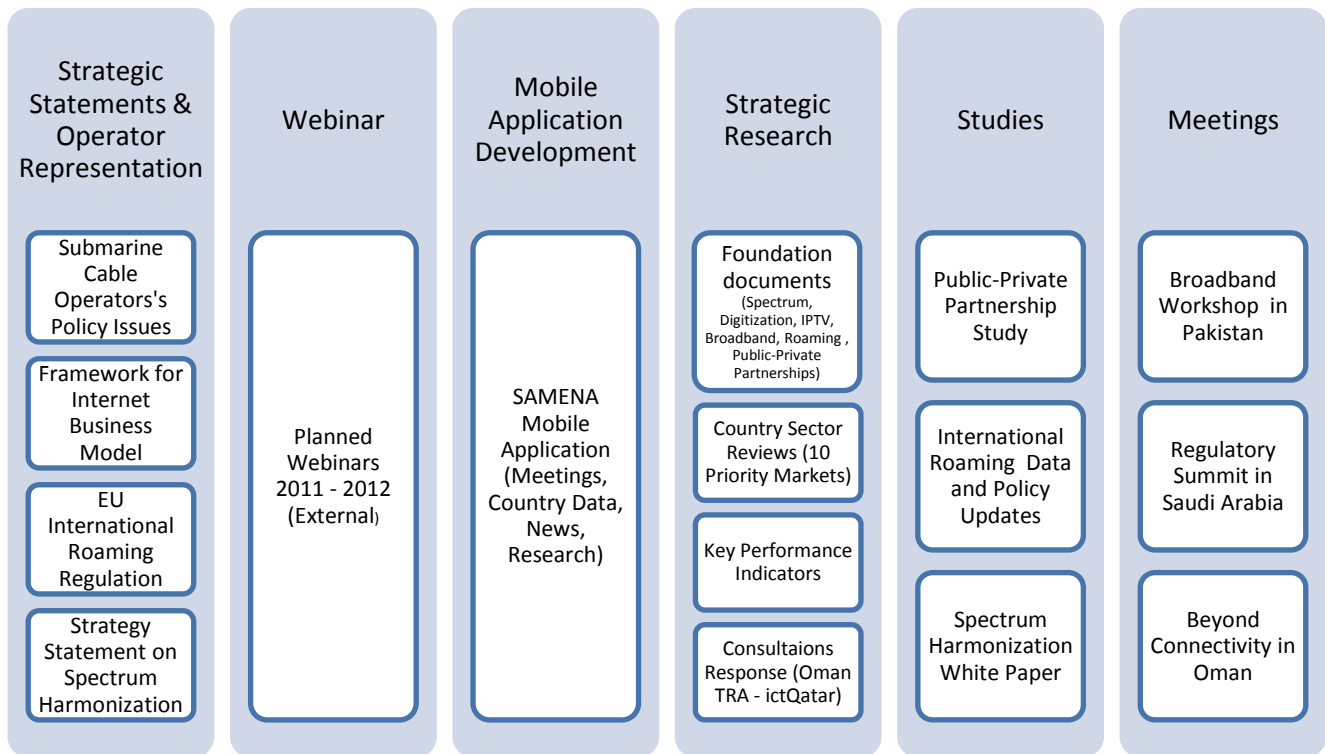 Strategic
Statements &
Operator
Representation
Submarine
Cable
Operators's
Policy Issues
Framework for
Internet
Business
Model
EU
International
Roaming
Regulation
Strategy
Statement on
Spectrum
Harmonization
Webinar
Planned
Webinars
2011 - 2012
(External)
Mobile
Application
Development
SAMENA
Mobile
Application
(Meetings,
Country Data,
News,
Research)
Strategic
Research
Foundation
documents
(Spectrum,
Digitization, IPTV,
Broadband, Roaming ,
Public-Private
Partnerships)
Country Sector
Reviews (10
Priority Markets)
Key Performance
Indicators
Consultaions
Response (Oman
TRA - ictQatar)
Studies
Public-Private
Partnership
Study
International
Roaming Data
and Policy
Updates
Spectrum
Harmonization
White Paper
Meetings
Broadband
Workshop in
Pakistan
Regulatory
Summit in
Saudi Arabia
Beyond
Connectivity in
Oman